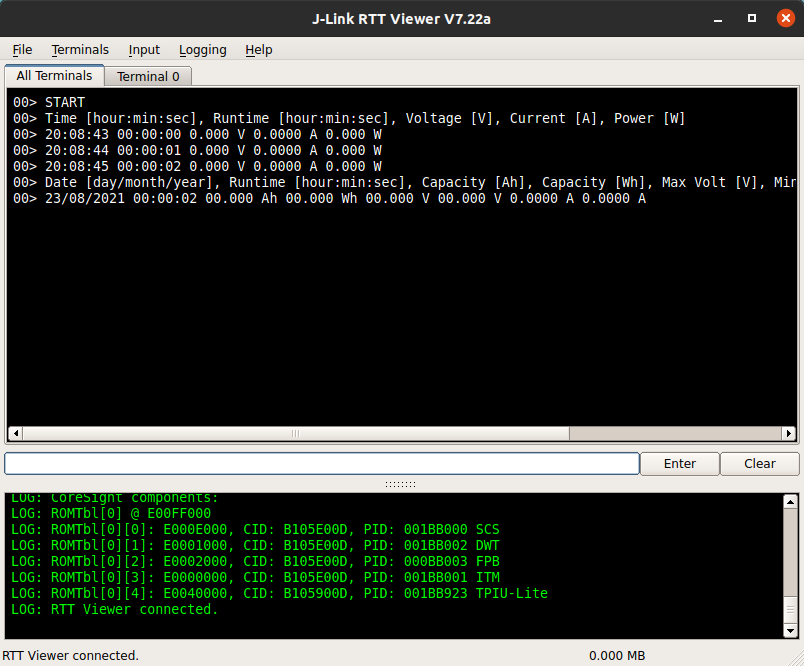 J-Link RTT Viewer V7.22a
File Terminals Input Logging Help
All Terminals Terminal 0
00> START
00> Time [hour:min:sec], Runtime [hour:min:sec], Voltage [V], Current [A], Power [W]
00> 20:08:43 00:00:00 0.000 V 0.0000 A 0.000 W
00> 20:08:44 00:00:01 0.000 V 0.0000 A 0.000 W
00> 20:08:45 00:00:02 0.000 V 0.0000 A 0.000 W
00> Date [day/month/year], Runtime [hour:min:sec], Capacity [Ah], Capacity [Wh], Max Volt [V], Min
00> 23/08/2021 00:00:02 00.000 Ah 00.000 Wh 00.000 V 00.000 V 0.0000 A 0.0000 A
Enter Clear
LOG: CoreSight components:
LOG: ROMTbl[0] @ E00FF000
LOG: ROMTbl[0][0]: E000E000, CID: B105E00D, PID: 001BB000 SCS
LOG: ROMTbl[0][1]: E0001000, CID: B105E00D, PID: 001BB002 DWT
LOG: ROMTbl[0][2]: E0002000, CID: B105E00D, PID: 000BB003 FPB
LOG: ROMTbl[0][3]: E0000000, CID: B105E00D, PID: 001BB001 ITM
LOG: ROMTbl[0][4]: E0040000, CID: B105900D, PID: 001BB923 TPIU-Lite
LOG: RTT Viewer connected.
RTT Viewer connected. 0.000 MB